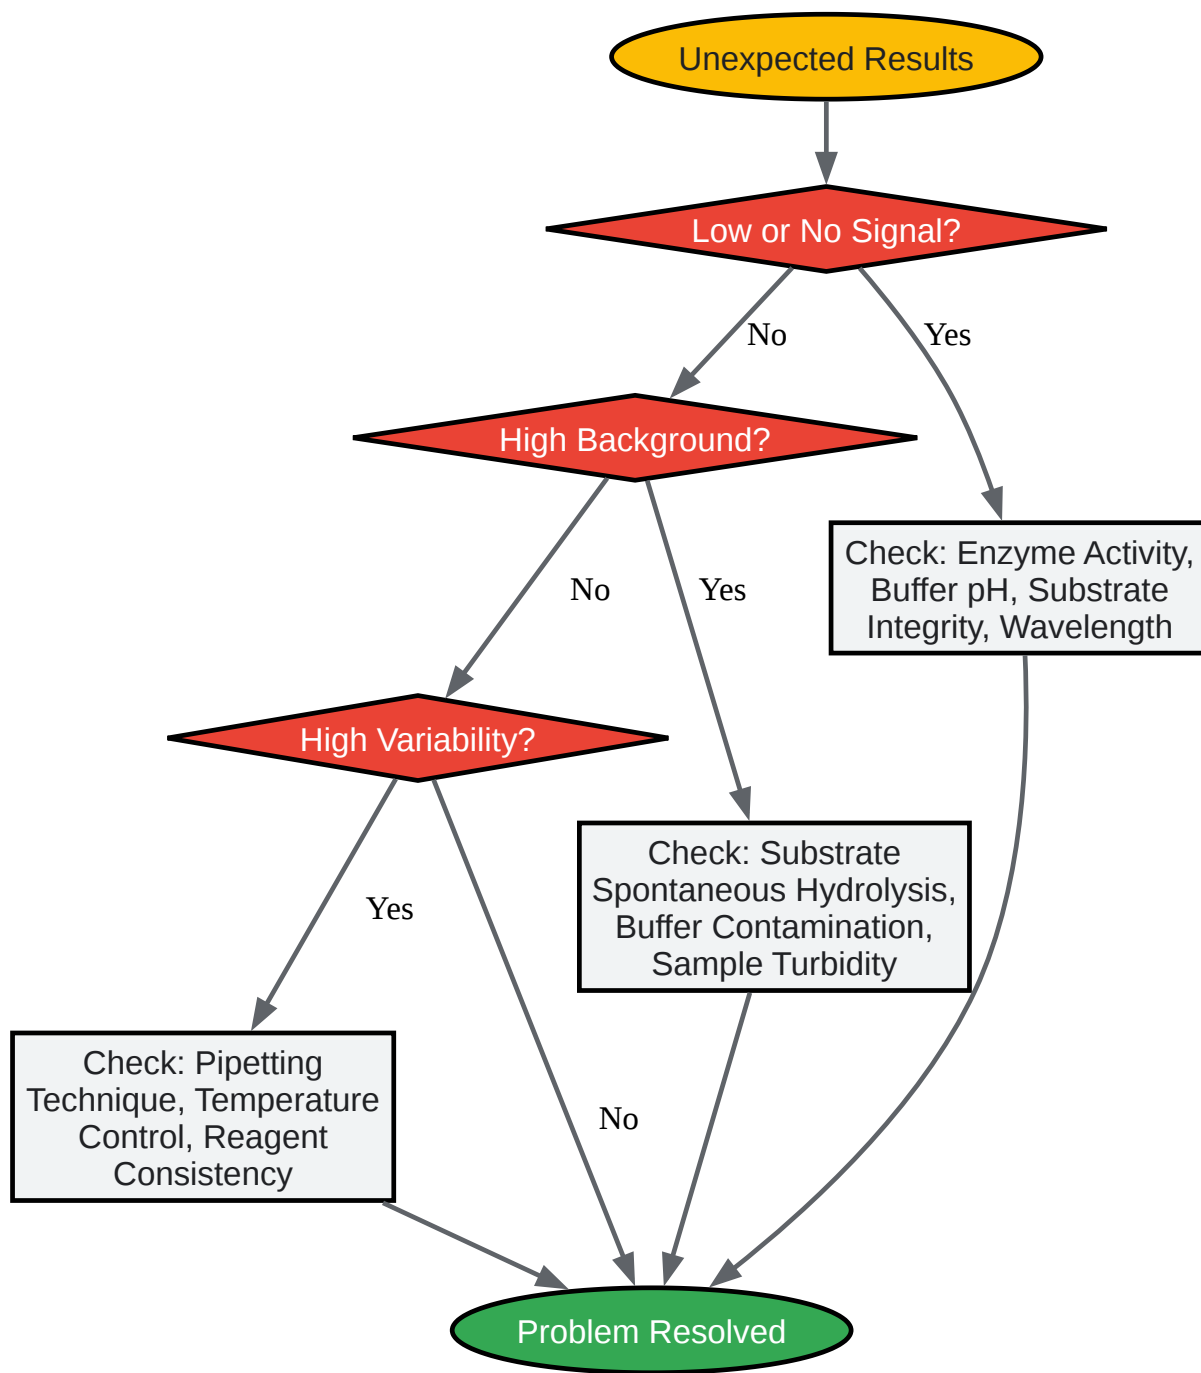 Unexpected Results
Low or No Signal?
No
Yes
High Background?
Check: Enzyme Activity,
Buffer pH, Substrate
Integrity, Wavelength
No
Yes
High Variability?
Check: Substrate
Spontaneous Hydrolysis,
Buffer Contamination,
Sample Turbidity
Yes
Check: Pipetting
Technique, Temperature
Control, Reagent
Consistency
No
Problem Resolved